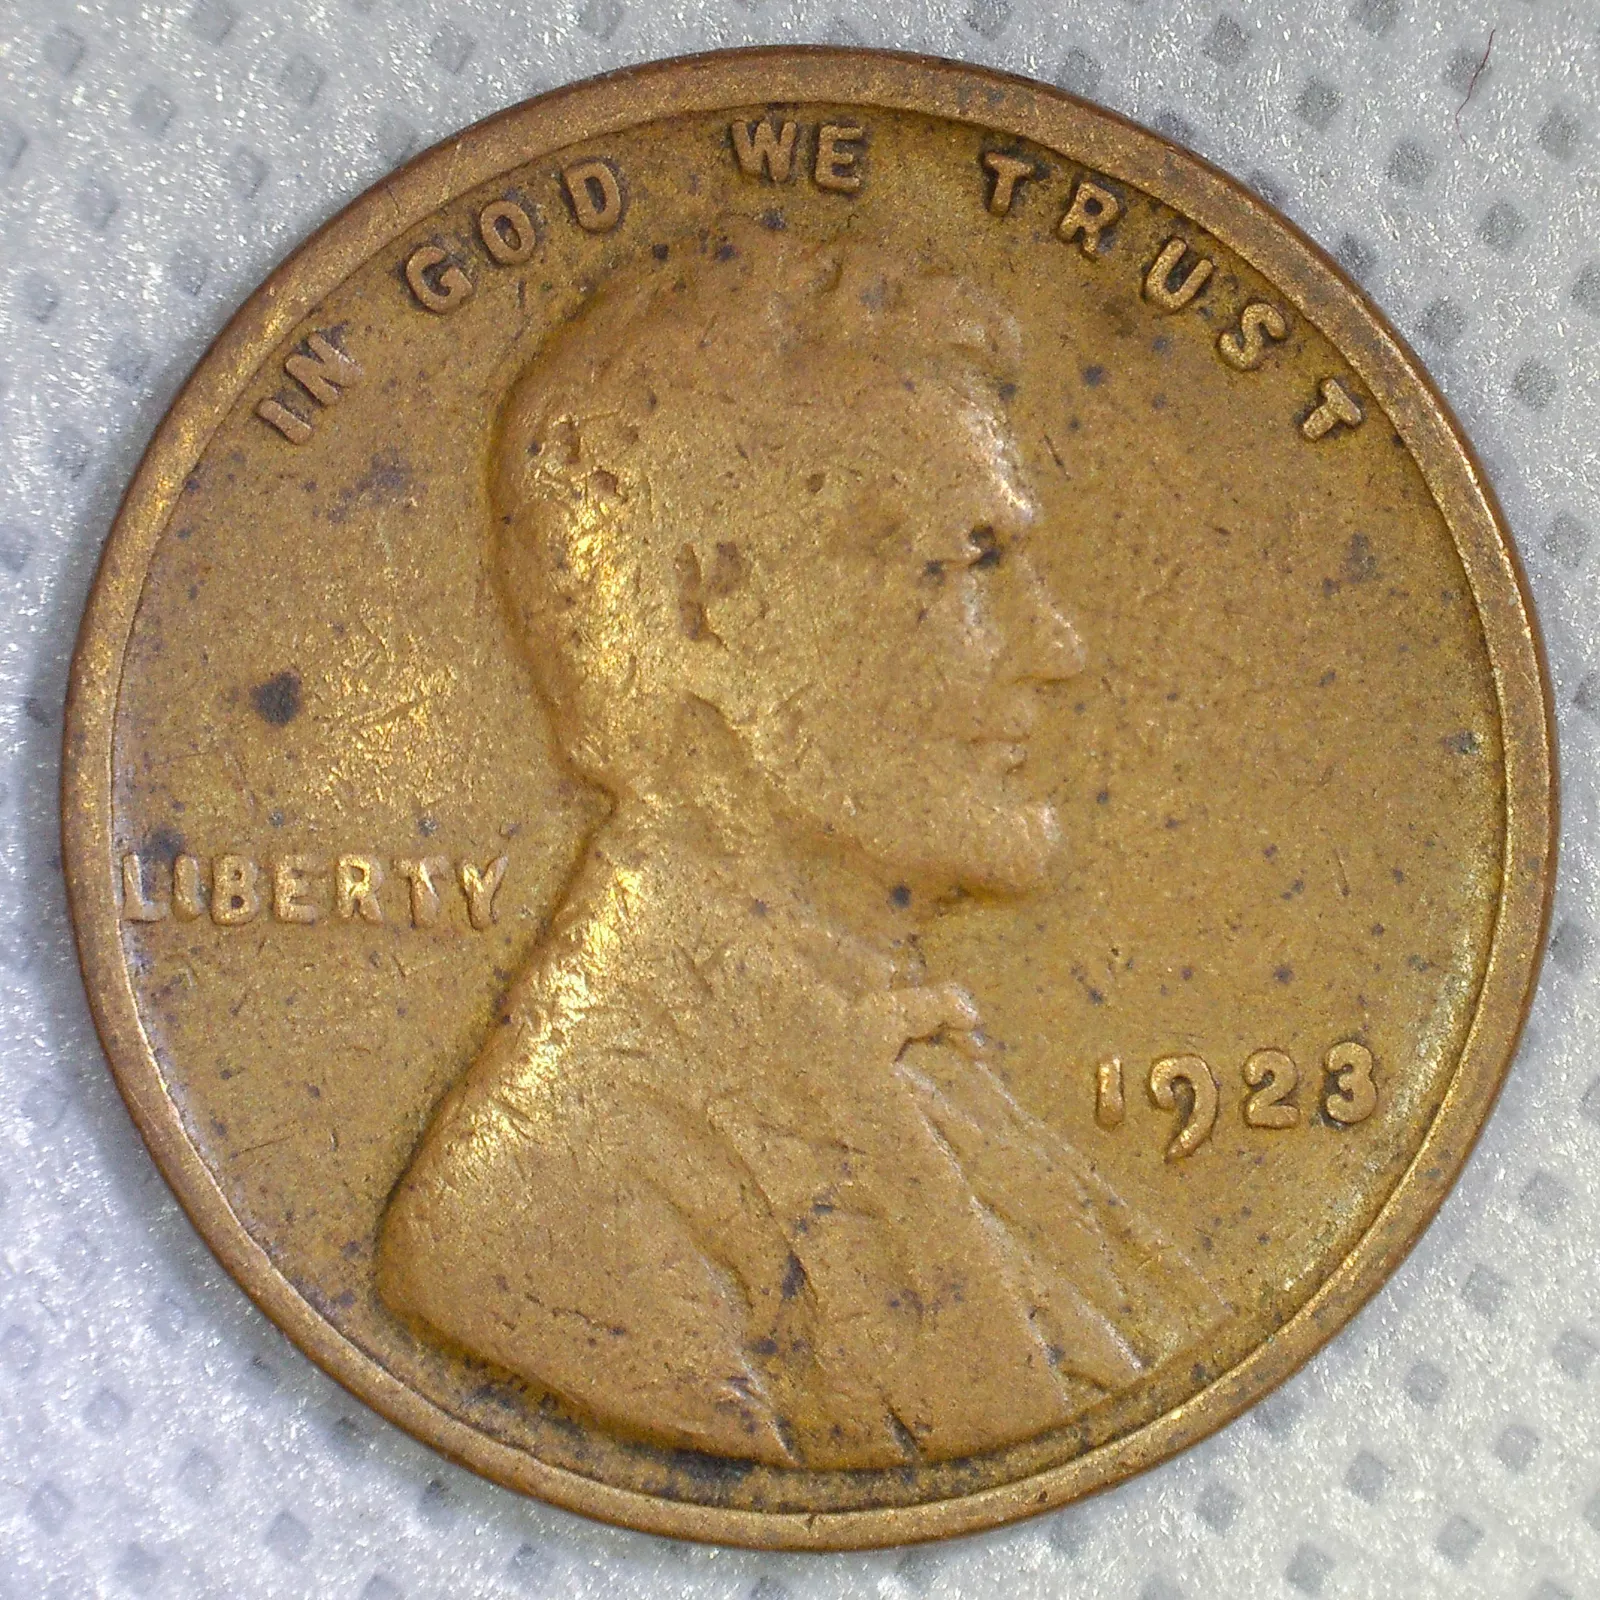 IN GOD WE TRUST
LIBERTY
1923